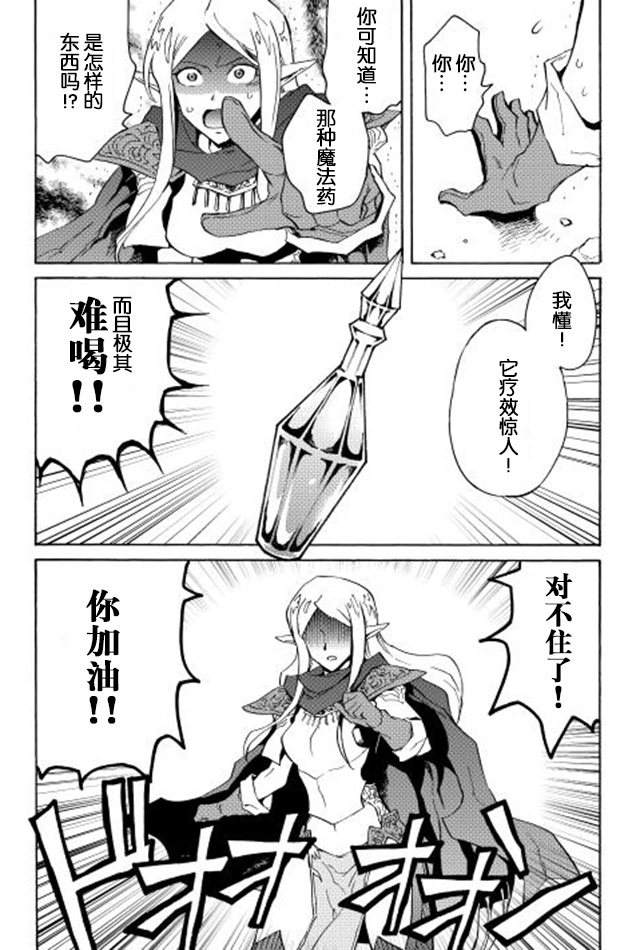 你…
你…
你可知道…
那种魔法药
是怎样的
东西吗!?
我懂！
它疗效惊人！
而且极其
难喝!!
对不住了！
你加油!!
ドオオオオオ